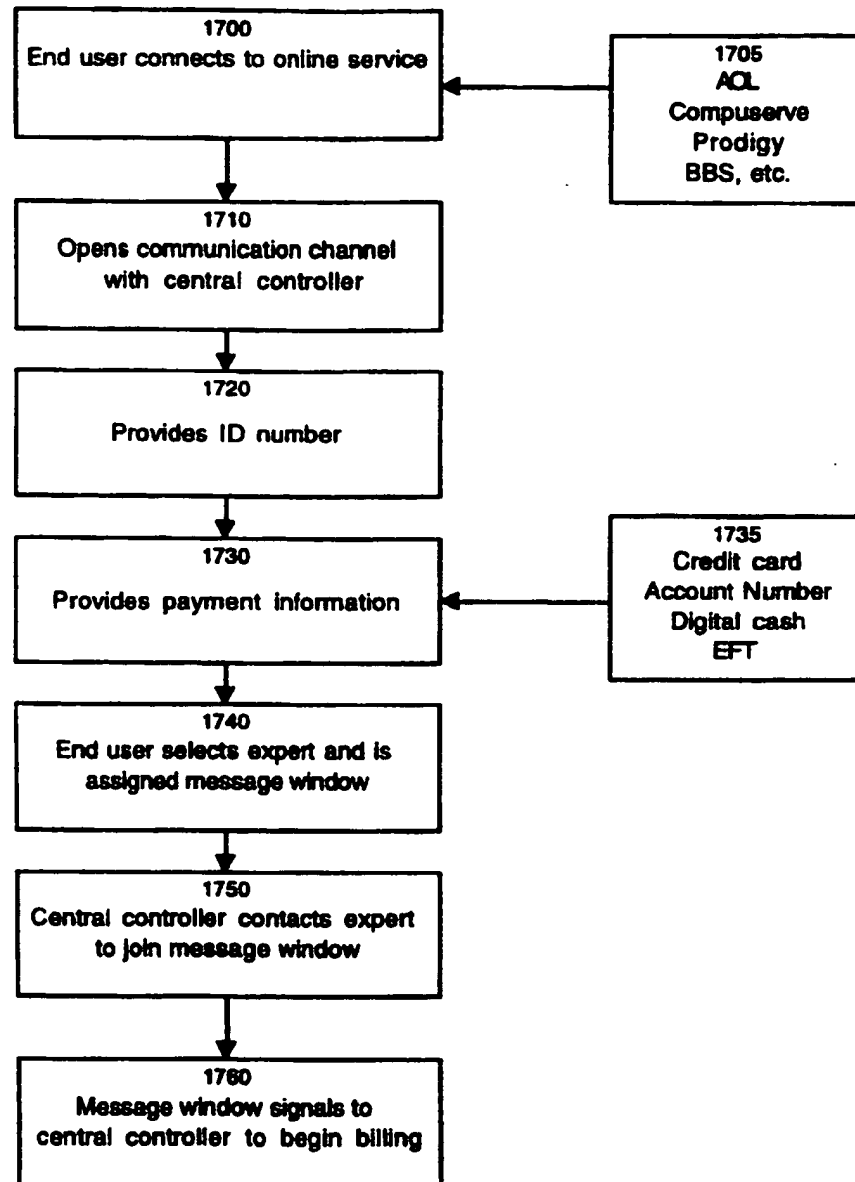 1700
End user connects to online service
1705
AOL
Compuserve
Prodigy
BBS, etc.
1710
Opens communication channel
with central controller
1720
Provides ID number
1730
Provides payment information
1735
Credit card
Account Number
Digital cash
EFT
1740
End user selects expert and is
assigned message window
1750
Central controller contacts expert
to join message window
1760
Message window signals to
central controller to begin billing